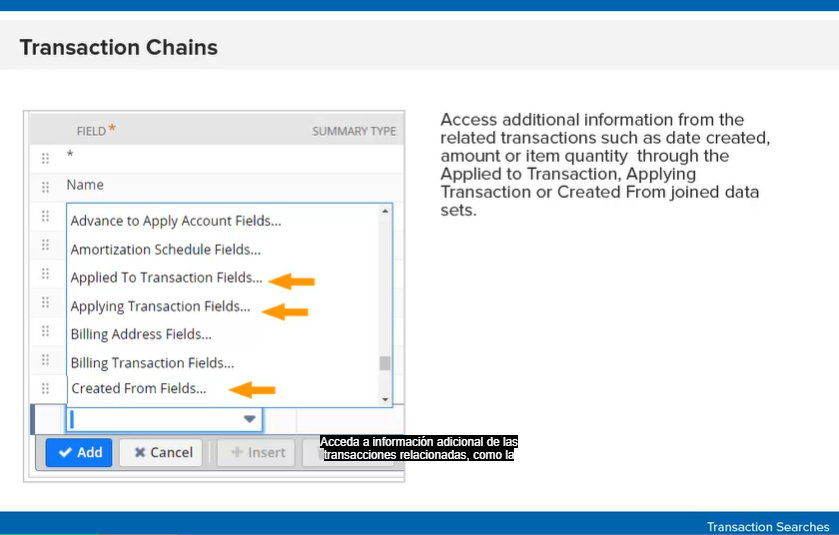 Transaction Chains
FIELD *
SUMMARY TYPE
*
Name
Advance to Apply Account Fields...
Amortization Schedule Fields...
Applied To Transaction Fields...
Applying Transaction Fields...
Billing Address Fields...
Billing Transaction Fields...
Created From Fields...
Add
Cancel
Insert
Access additional information from the
related transactions such as date created,
amount or item quantity through the
Applied to Transaction, Applying
Transaction or Created From joined data
sets.
Acceda a información adicional de las
transacciones relacionadas, como la
Transaction Searches